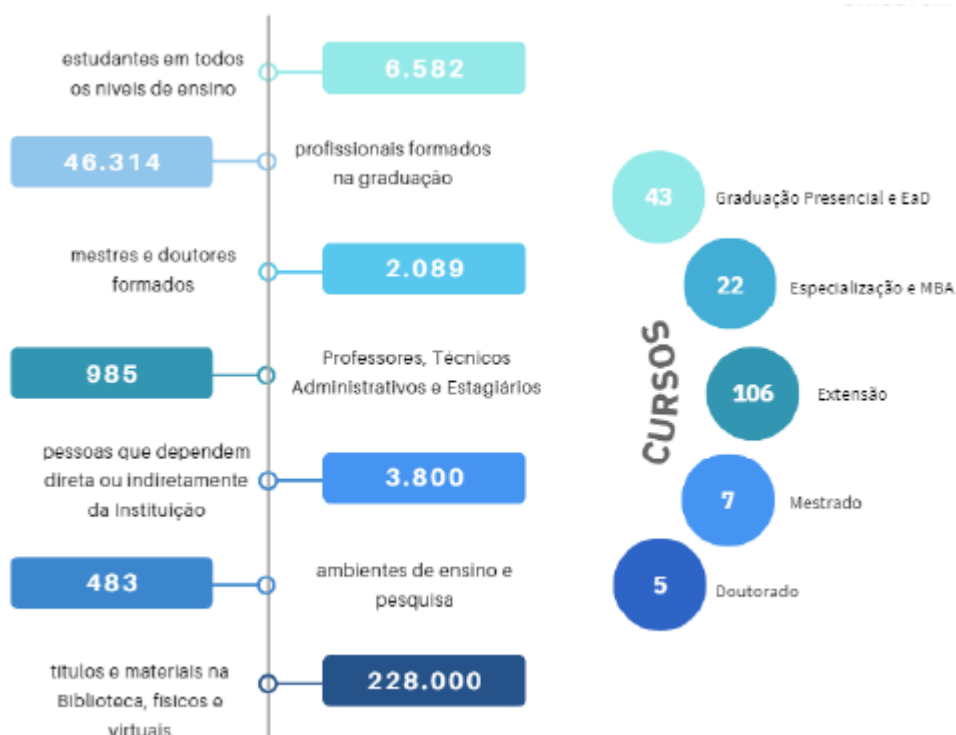 estudantes em todos
os níveis de ensino
6.582
46.314
profissionais formados
na graduação
mestres e doutores
formados
2.089
985
Professores, Técnicos
Administrativos e Estagiários
pessoas que dependem
direta ou indiretamente
da Instituição
3.800
483
ambientes de ensino e
pesquisa
títulos e materiais na
Biblioteca, físicos e
virtuais
228.000
CURSOS
43
Graduação Presencial e EaD
22
Especialização e MBA
106
Extensão
7
Mestrado
5
Doutorado